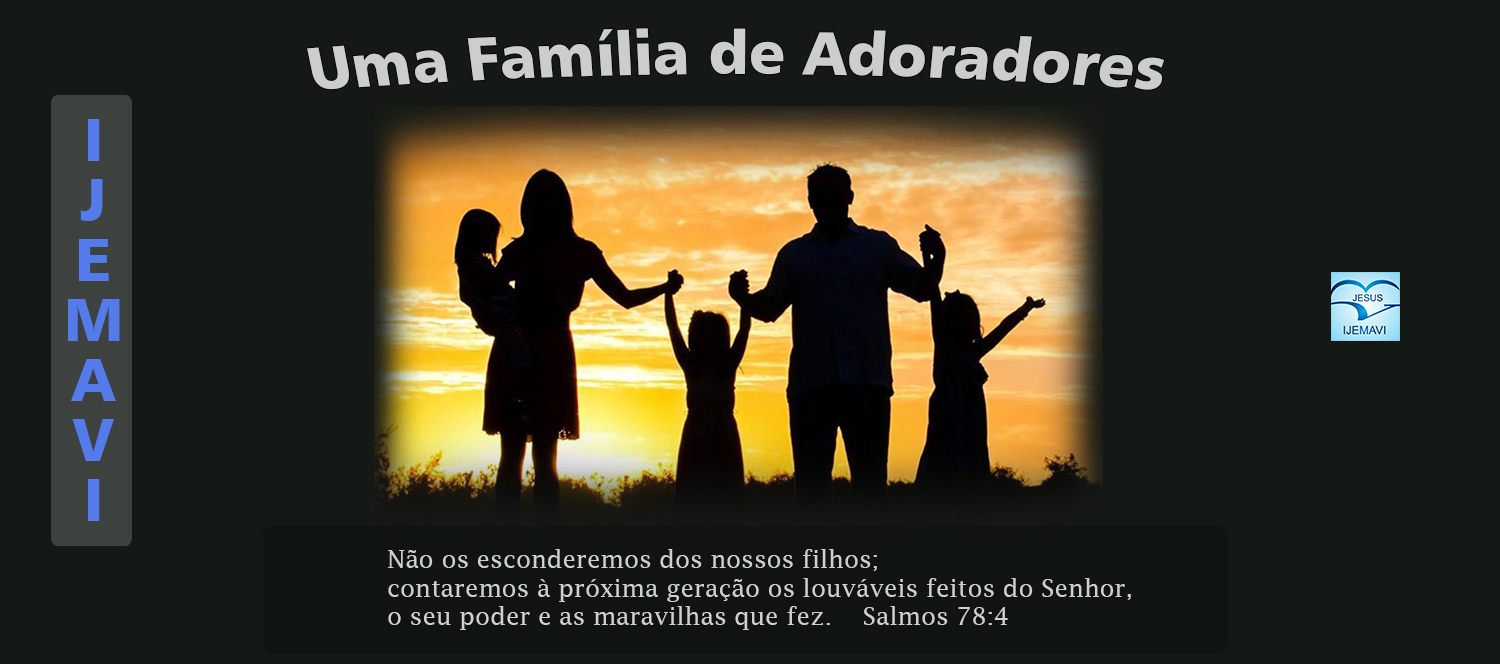 Uma Família de Adoradores
I
J
E
M
A
V
I
JESUS
IJEMAVI
Não os esconderemos dos nossos filhos;
contaremos à próxima geração os louváveis feitos do Senhor,
o seu poder e as maravilhas que fez. Salmos 78:4